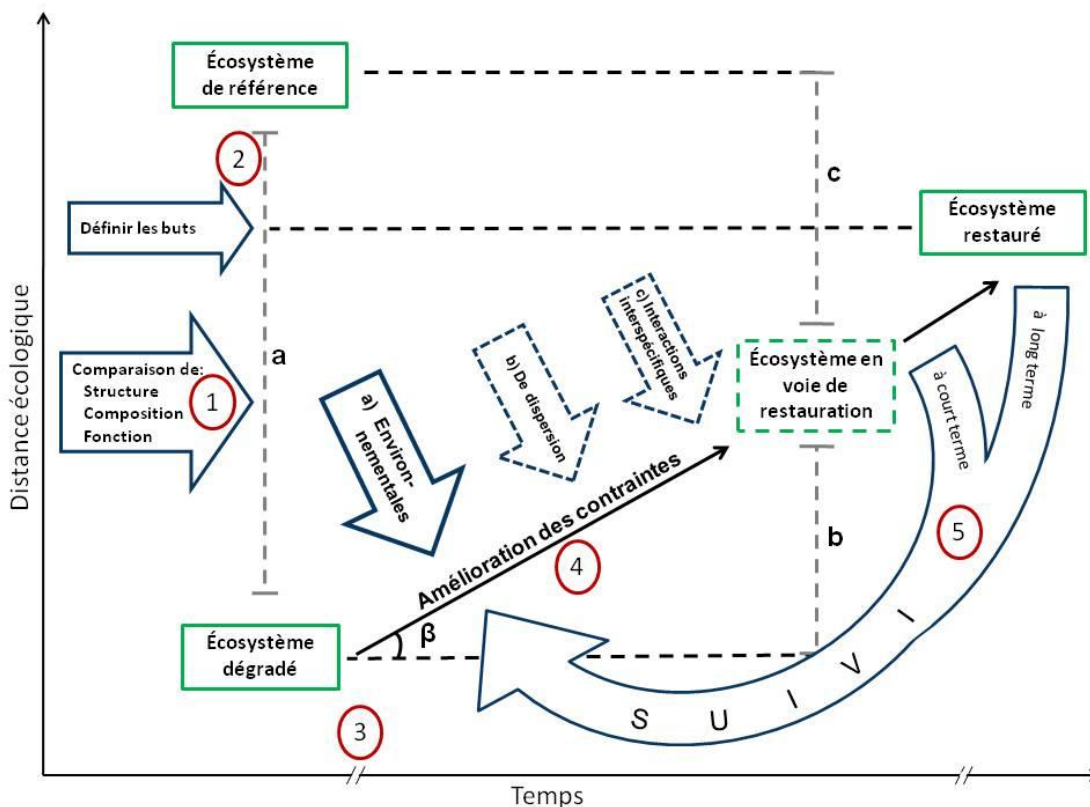 Écosystème
de référence
2
c
Définir les buts
Écosystème
restauré
Distance écologique
a
Comparaison de:
Structure
Composition
Fonction
1
a) Environ-
nementales
b) De dispersion
c) Interactions
interspécifiques
Écosystème en
voie de
restauration
à court terme
à long terme
Amélioration des contraintes
4
b
5
Écosystème
dégradé
β
3
SUIVI
Temps